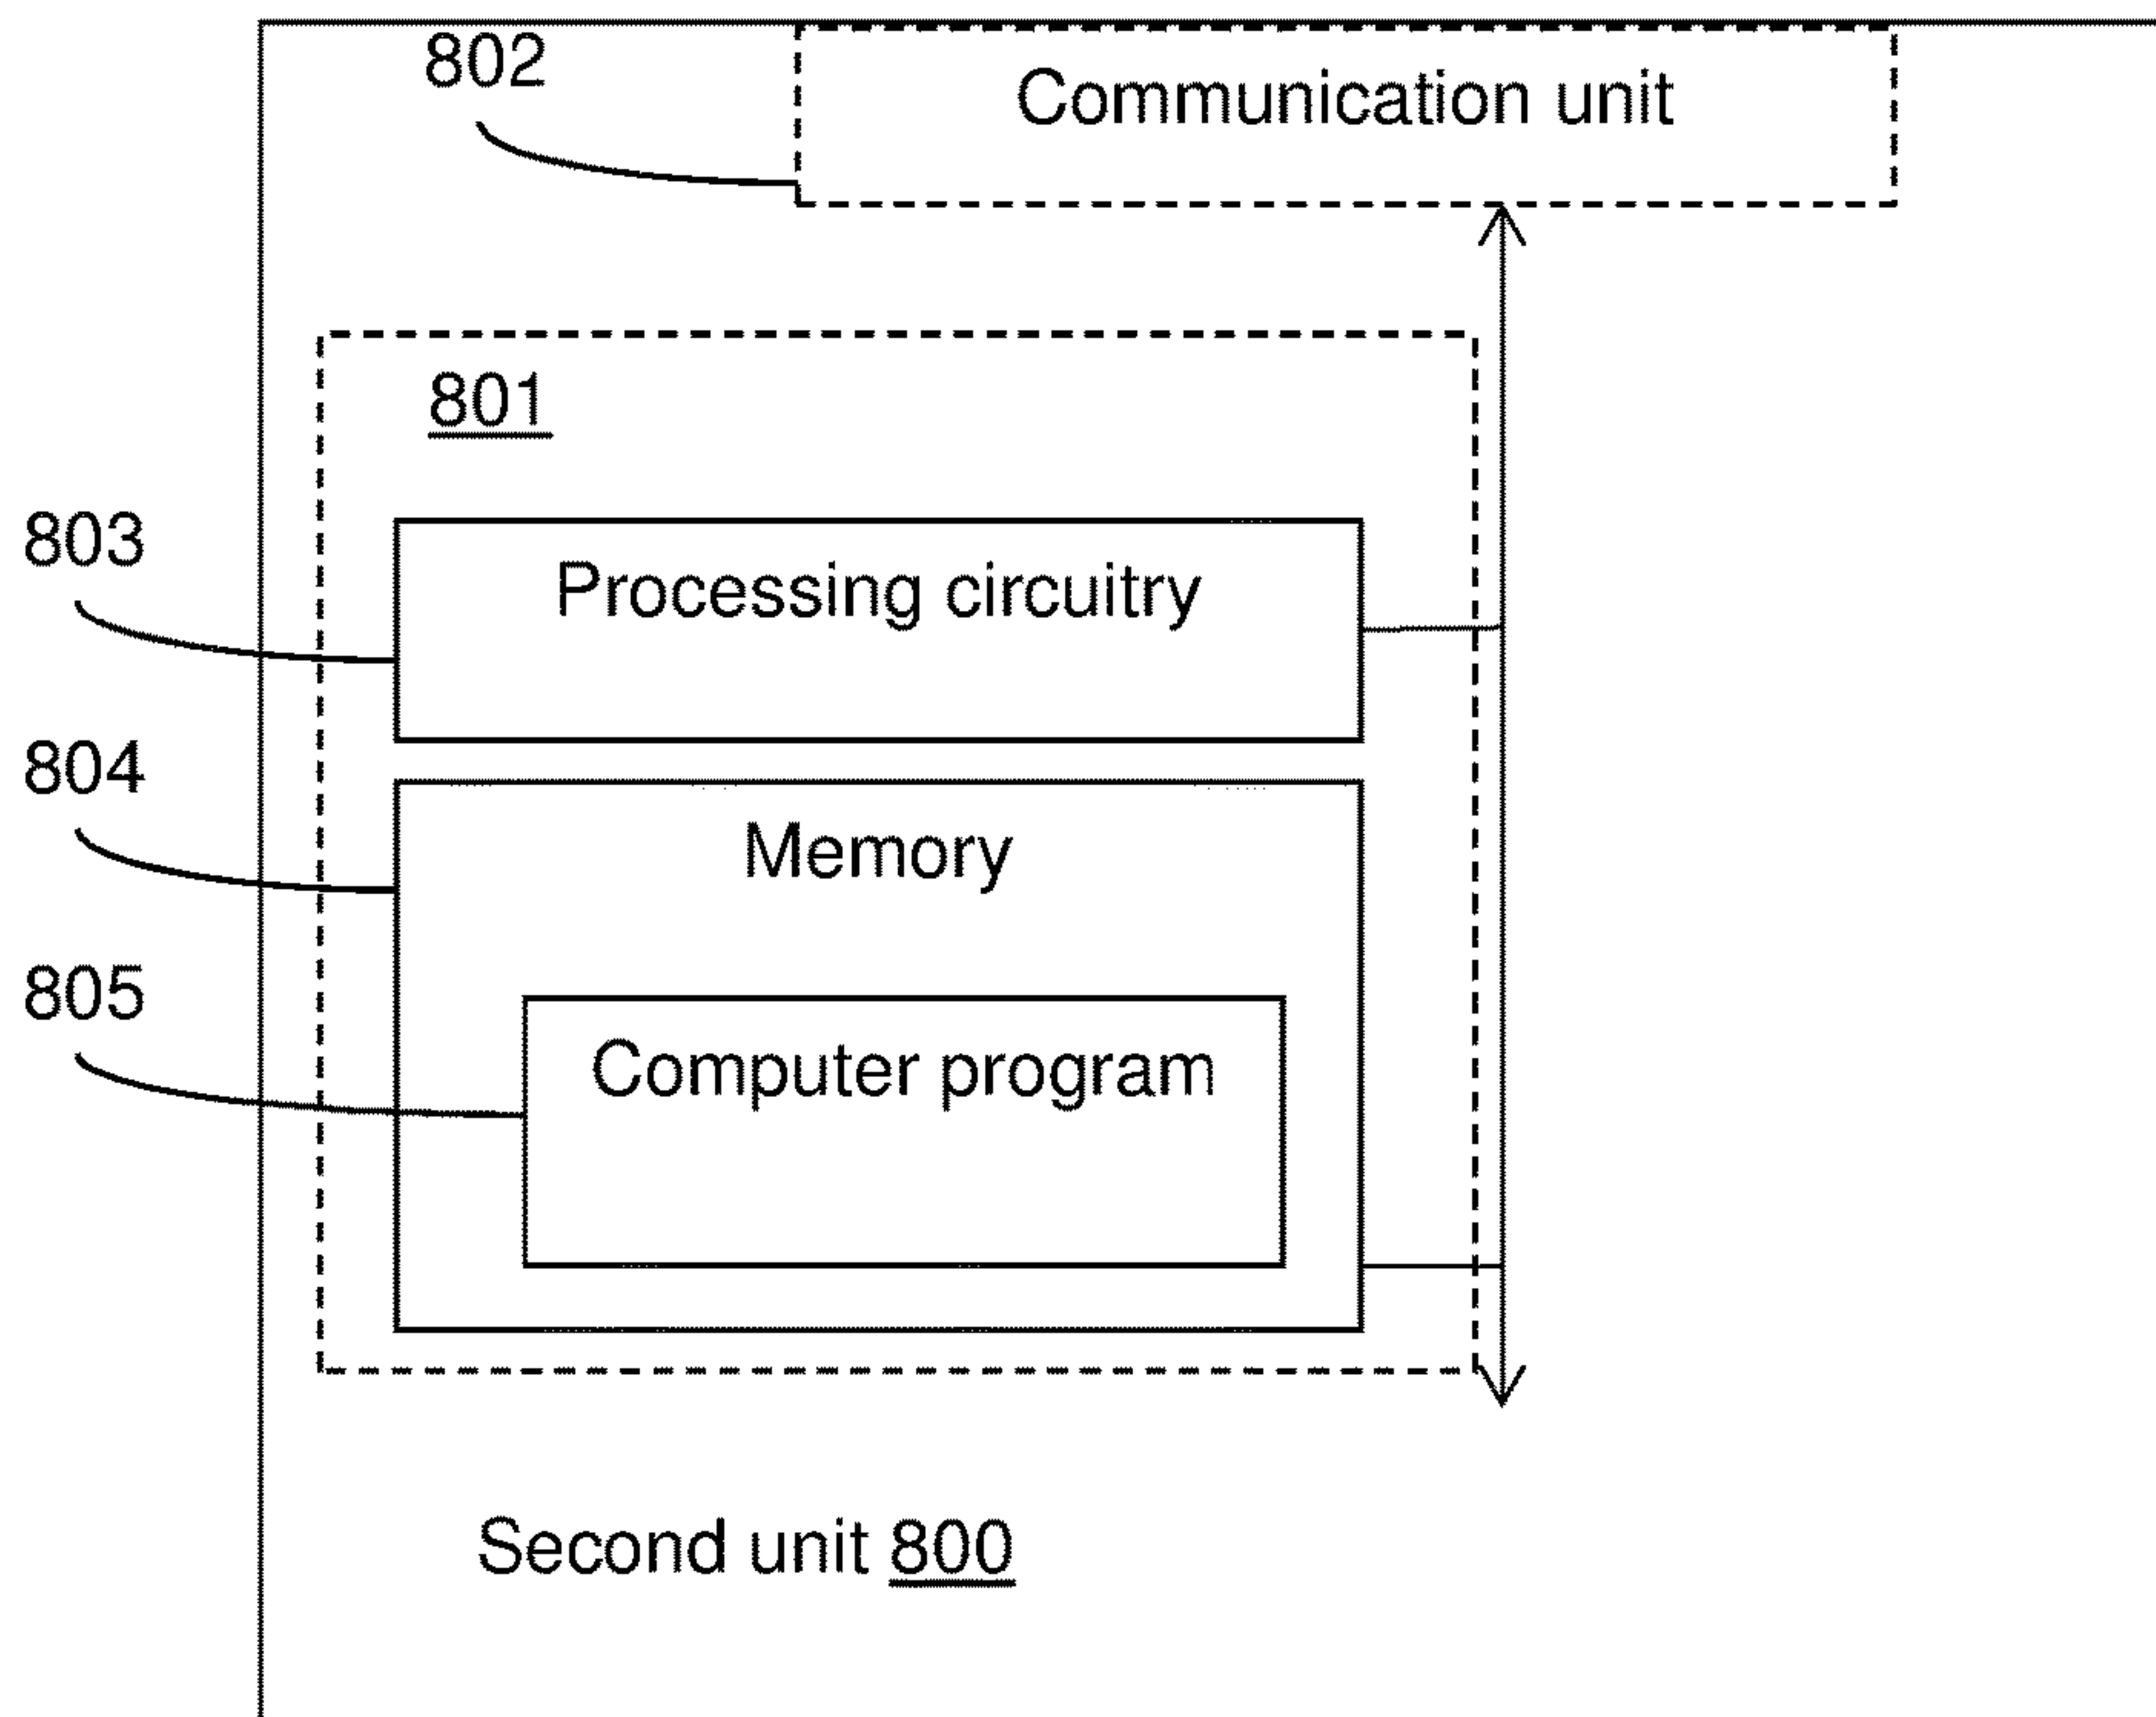 802
Communication unit
801
803
Processing circuitry
804
Memory
805
Computer program
Second unit 800